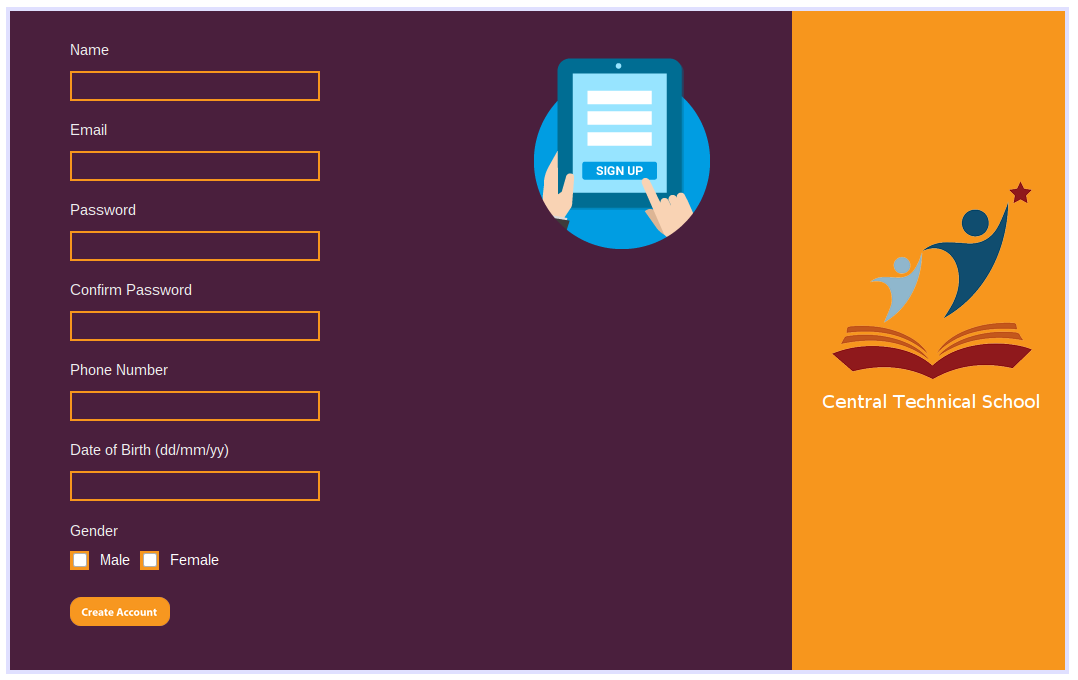 Name
Email
Password
Confirm Password
Phone Number
Date of Birth (dd/mm/yy)
Gender
Male Female
Create Account
SIGN UP
Central Technical School